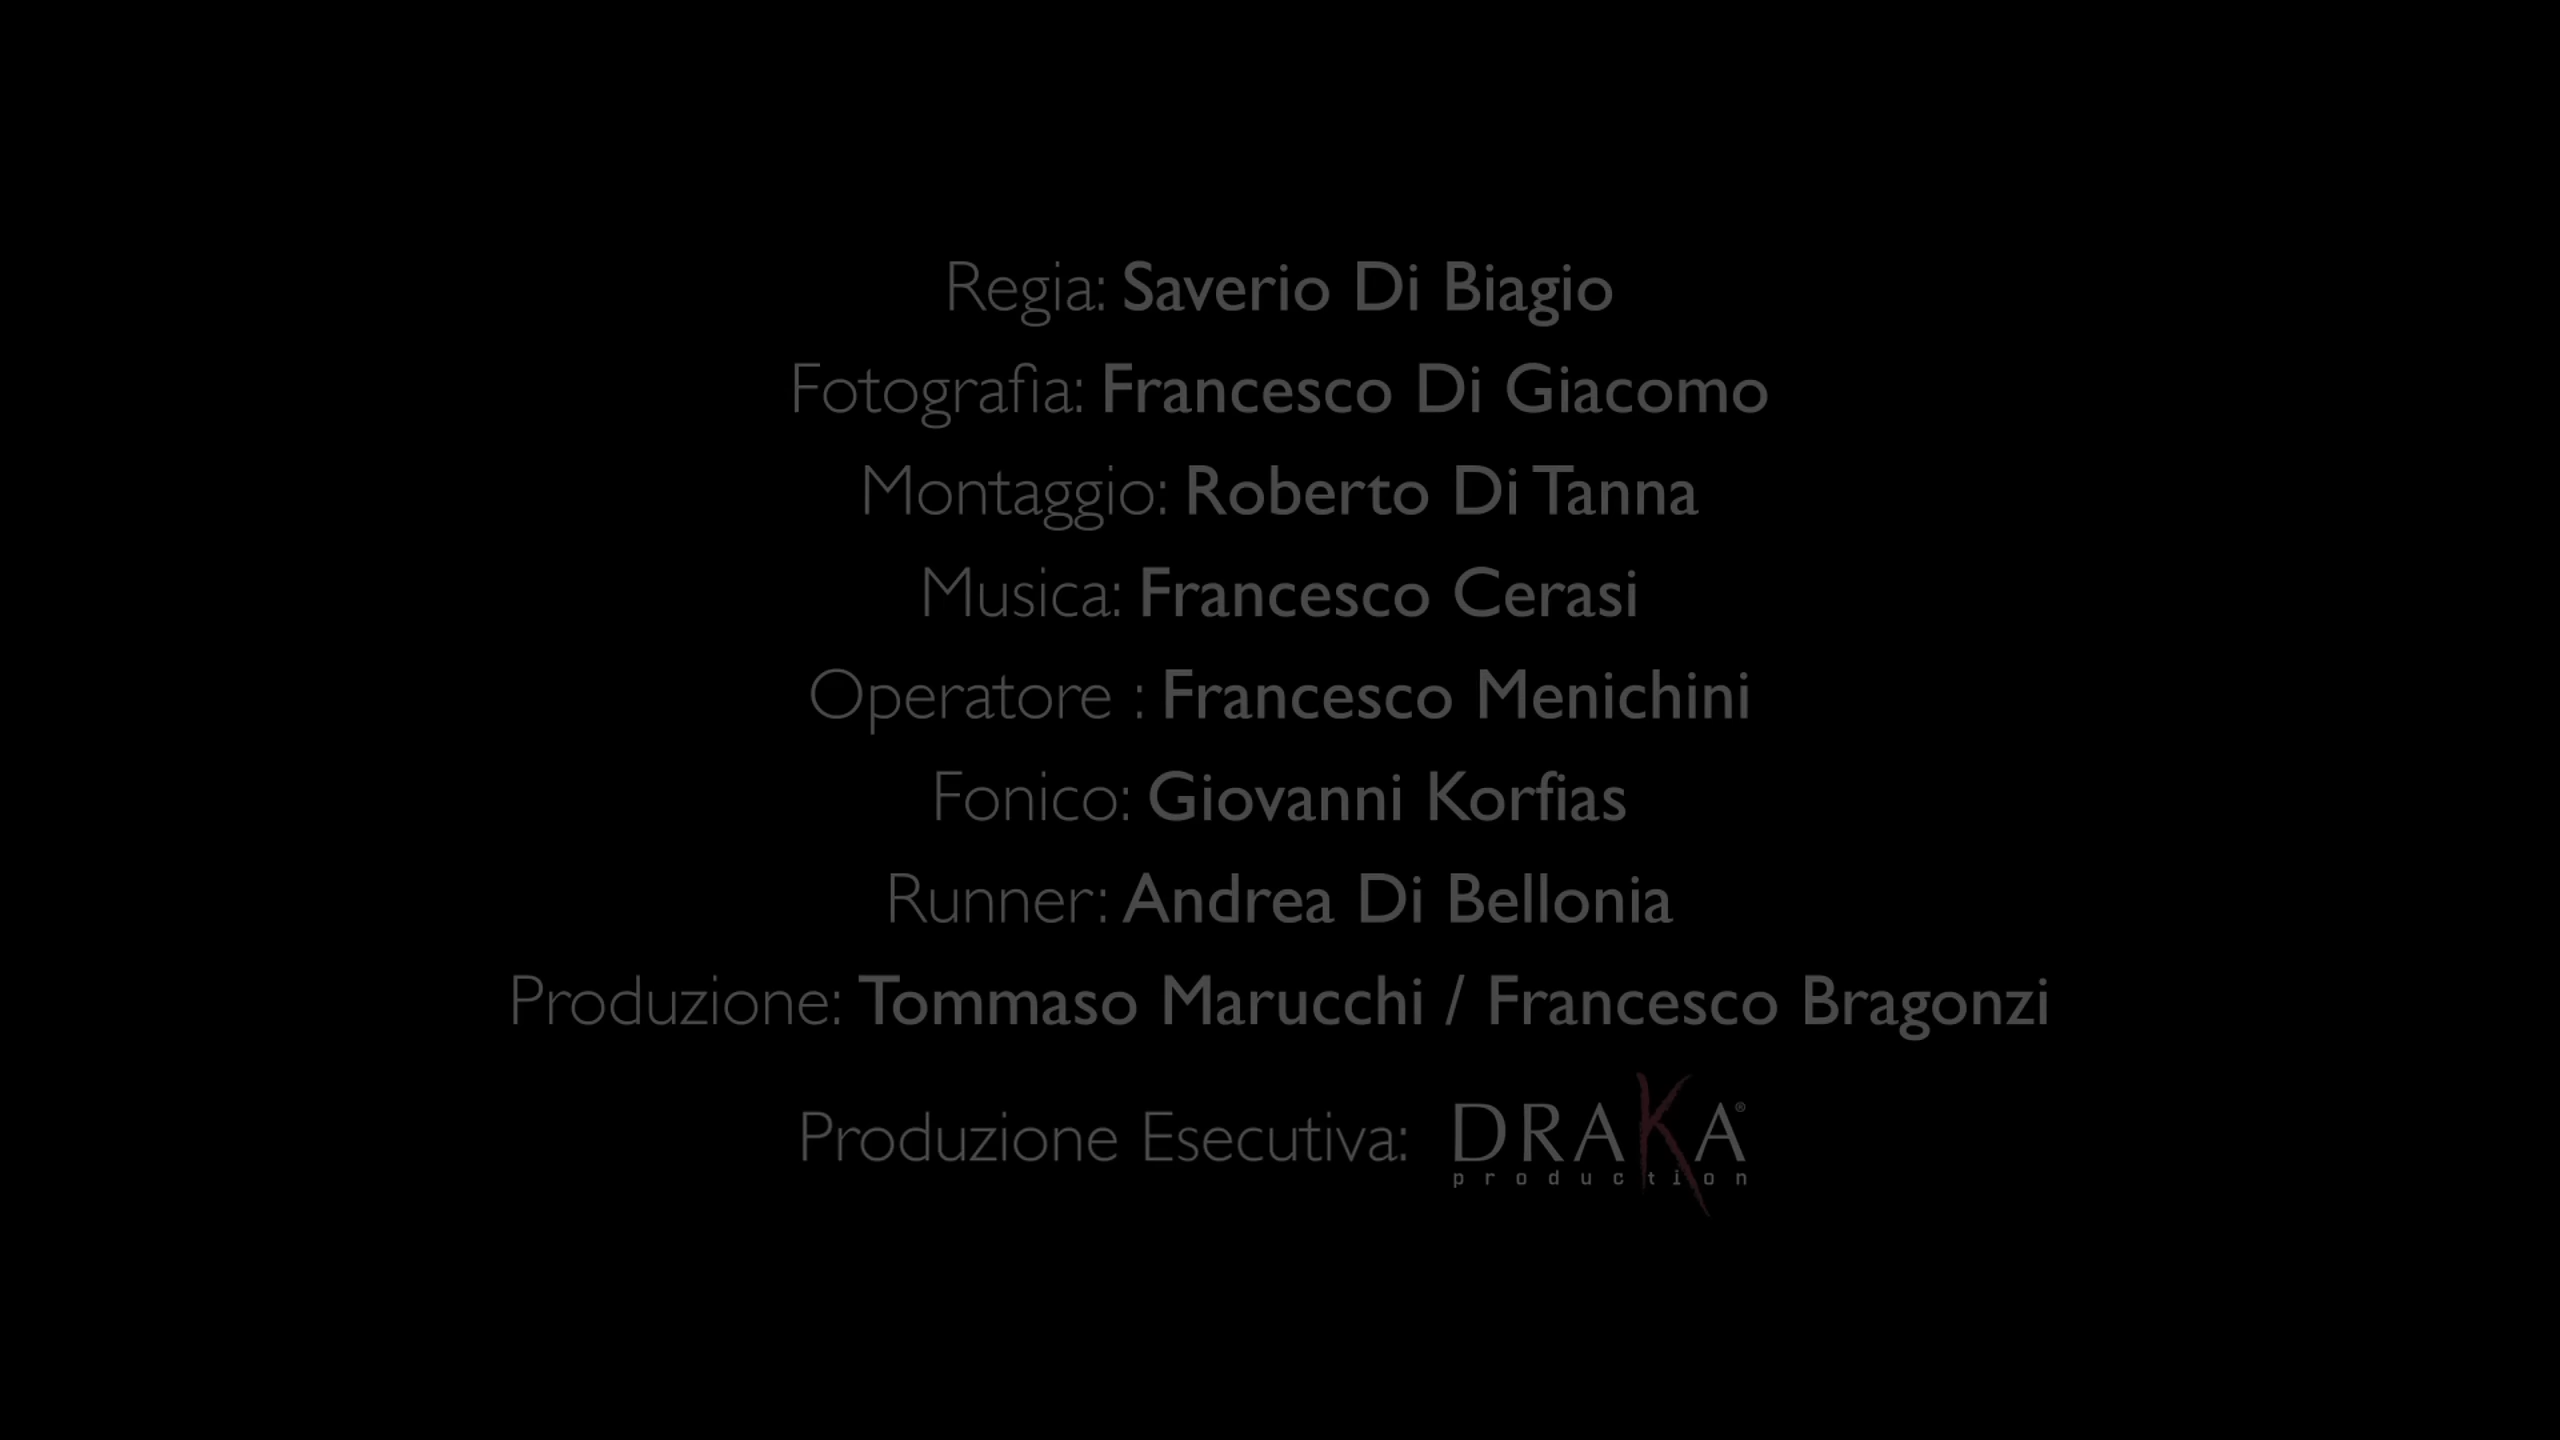 Regia: Saverio Di Biagio
Fotografia: Francesco Di Giacomo
Montaggio: Roberto Di Tanna
Musica: Francesco Cerasi
Operatore : Francesco Menichini
Fonico: Giovanni Korfias
Runner: Andrea Di Bellonia
Produzione: Tommaso Marucchi / Francesco Bragonzi
Produzione Esecutiva: DRAKA®
production